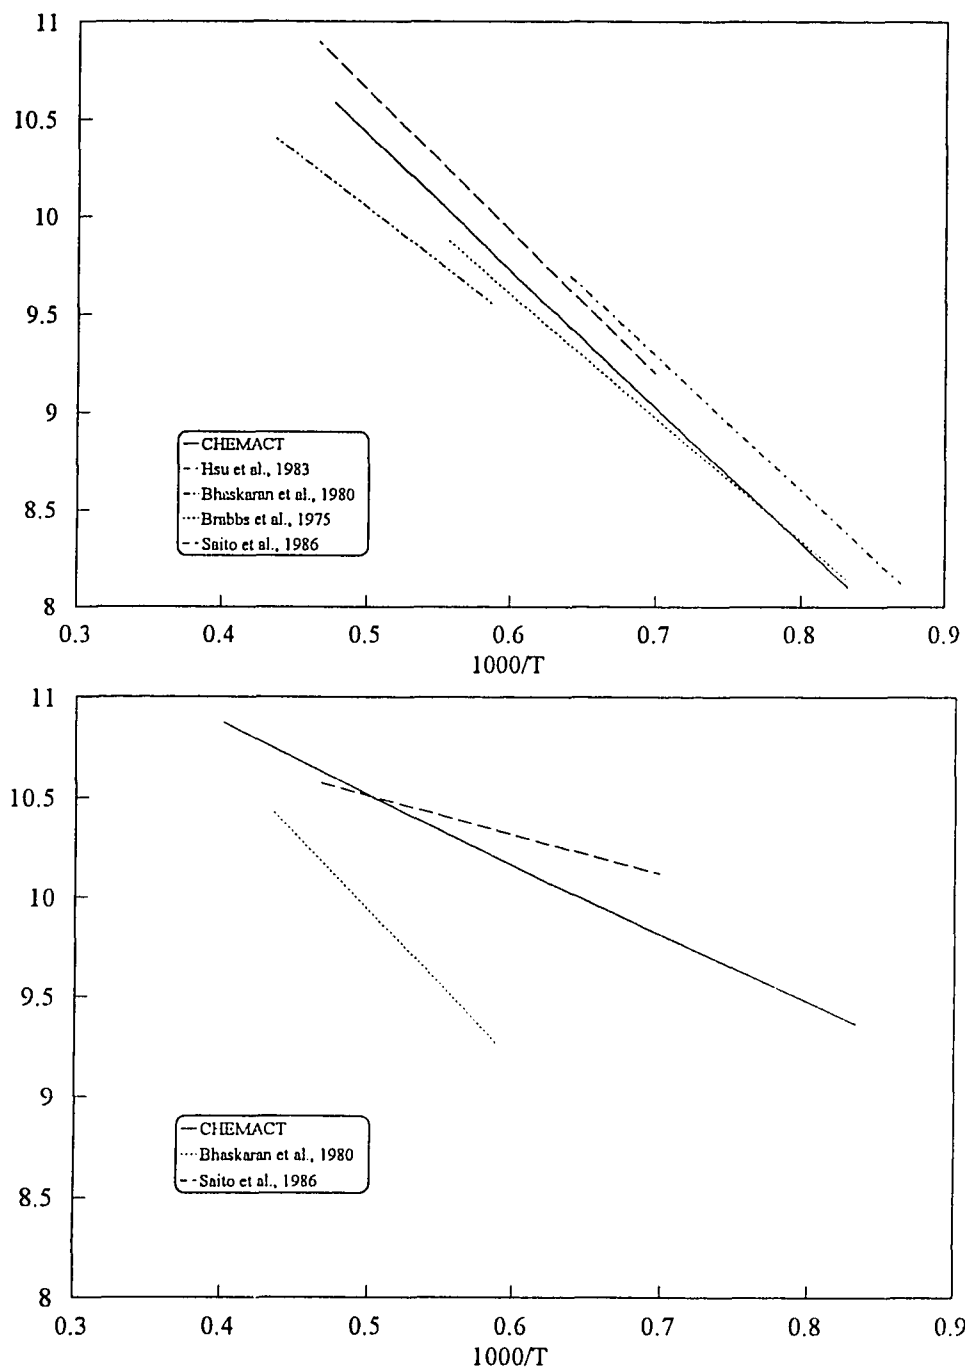 11
10.5
10
9.5
9
8.5
8
CHEMACT
Hsu et al., 1983
Bhaskaran et al., 1980
Brabbs et al., 1975
Saito et al., 1986
0.3 0.4 0.5 0.6 0.7 0.8 0.9
1000/T
11
10.5
10
9.5
9
8.5
8
CHEMACT
Bhaskaran et al., 1980
Saito et al., 1986
0.3 0.4 0.5 0.6 0.7 0.8 0.9
1000/T